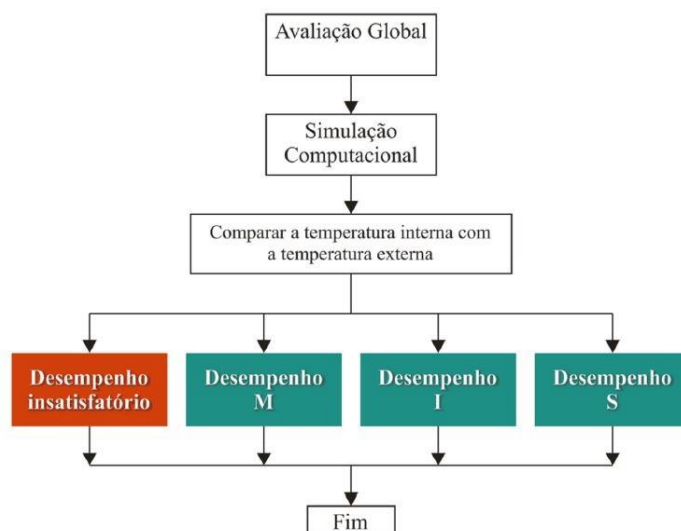 Avaliação Global
Simulação
Computacional
Comparar a temperatura interna com
a temperatura externa
Desempenho
insatisfatório
Desempenho
M
Desempenho
I
Desempenho
S
Fim